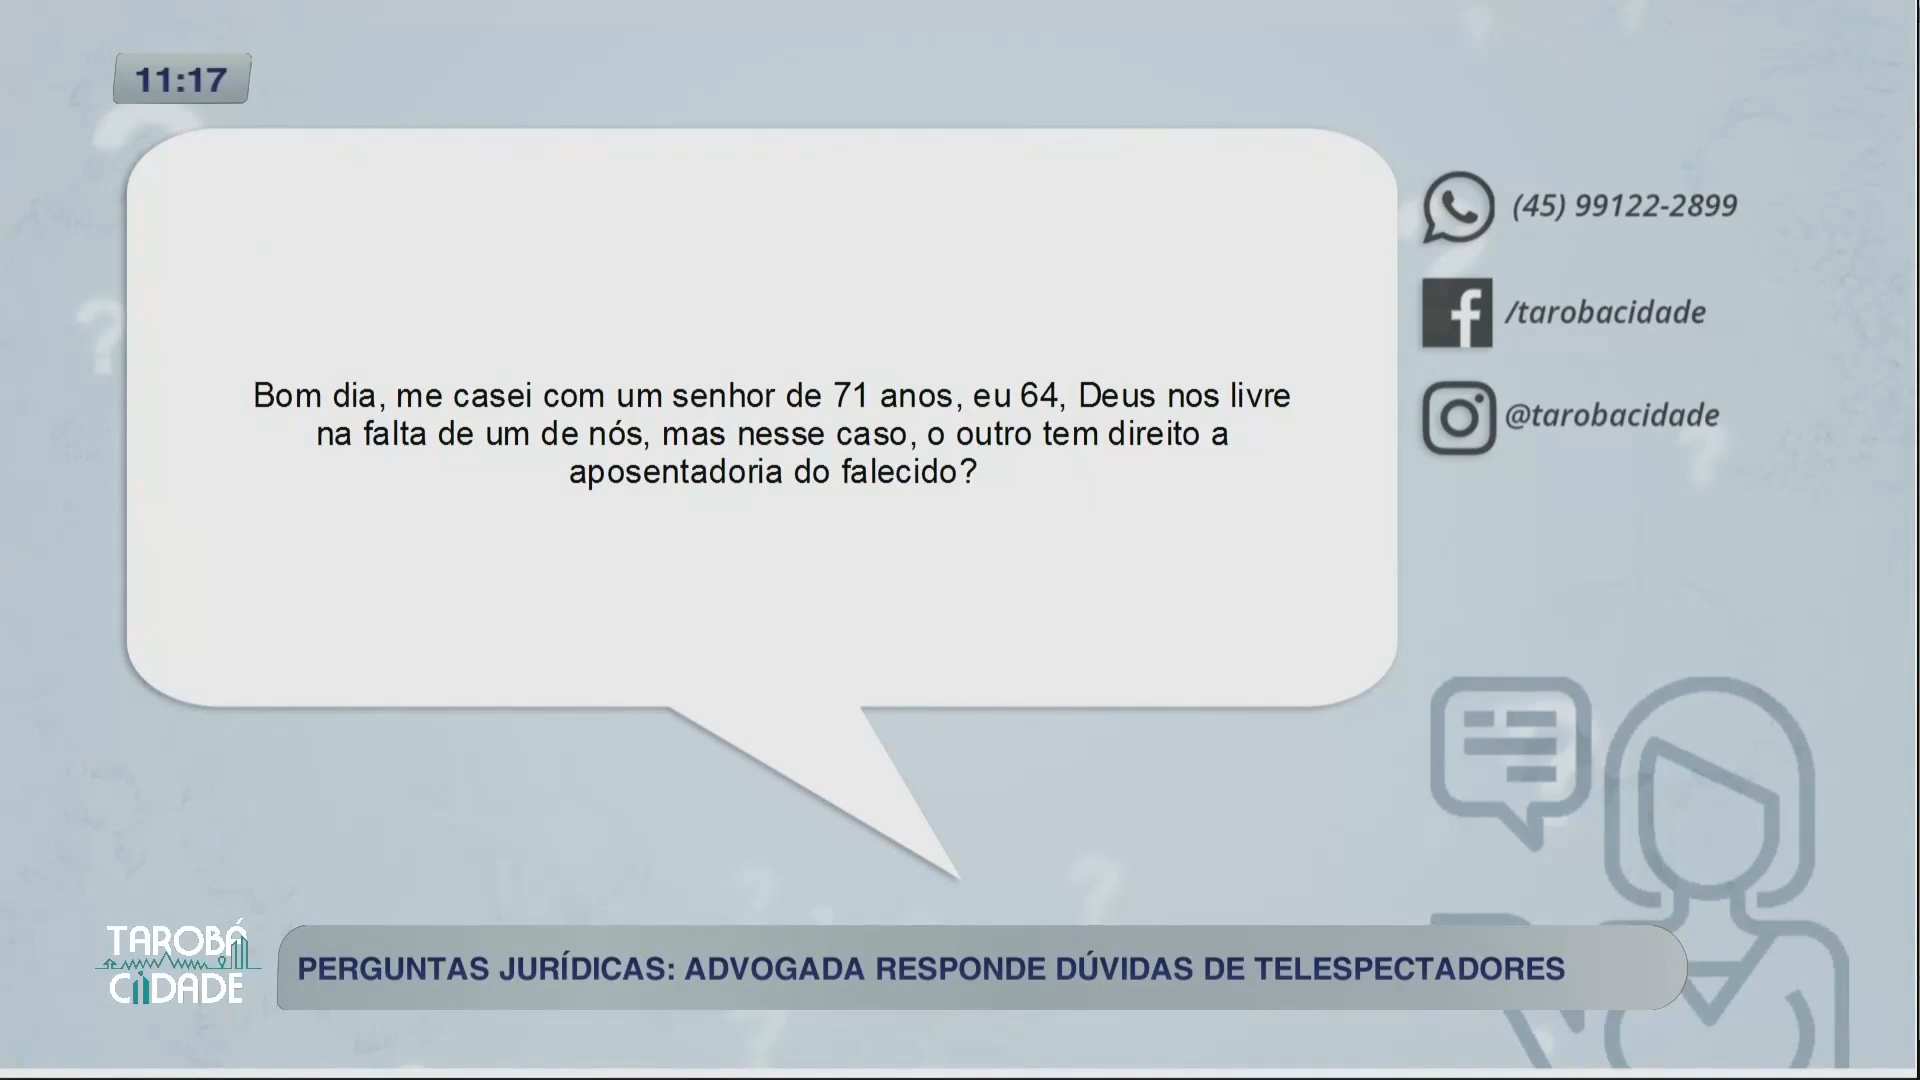 11:17
(45) 99122-2899
/tarobacidade
@tarobacidade
Bom dia, me casei com um senhor de 71 anos, eu 64, Deus nos livre
na falta de um de nós, mas nesse caso, o outro tem direito a
aposentadoria do falecido?
TAROBÁ
CIDADE
PERGUNTAS JURÍDICAS: ADVOGADA RESPONDE DÚVIDAS DE TELESPECTADORES